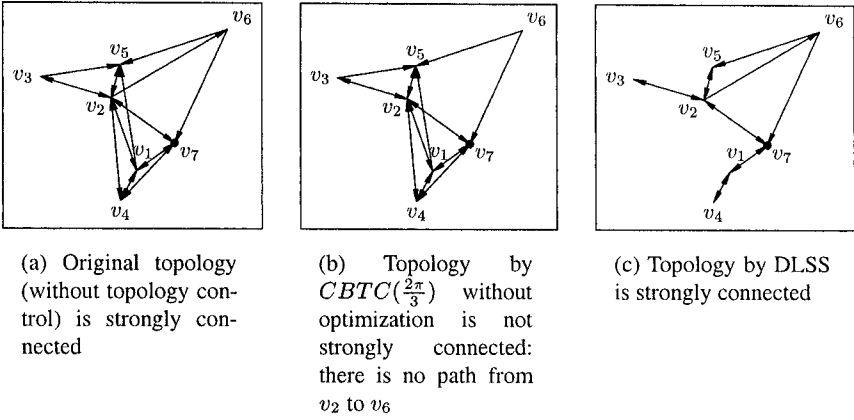 v6
v5
v3
v2
v1
v7
v4
v6
v5
v3
v2
v1
v7
v4
v6
v5
v3
v2
v1
v7
v4
(a) Original topology
(without topology con-
trol) is strongly con-
nected
(b) Topology by
CBTC(2π/3) without
optimization is not
strongly connected:
there is no path from
v2 to v6
(c) Topology by DLSS
is strongly connected